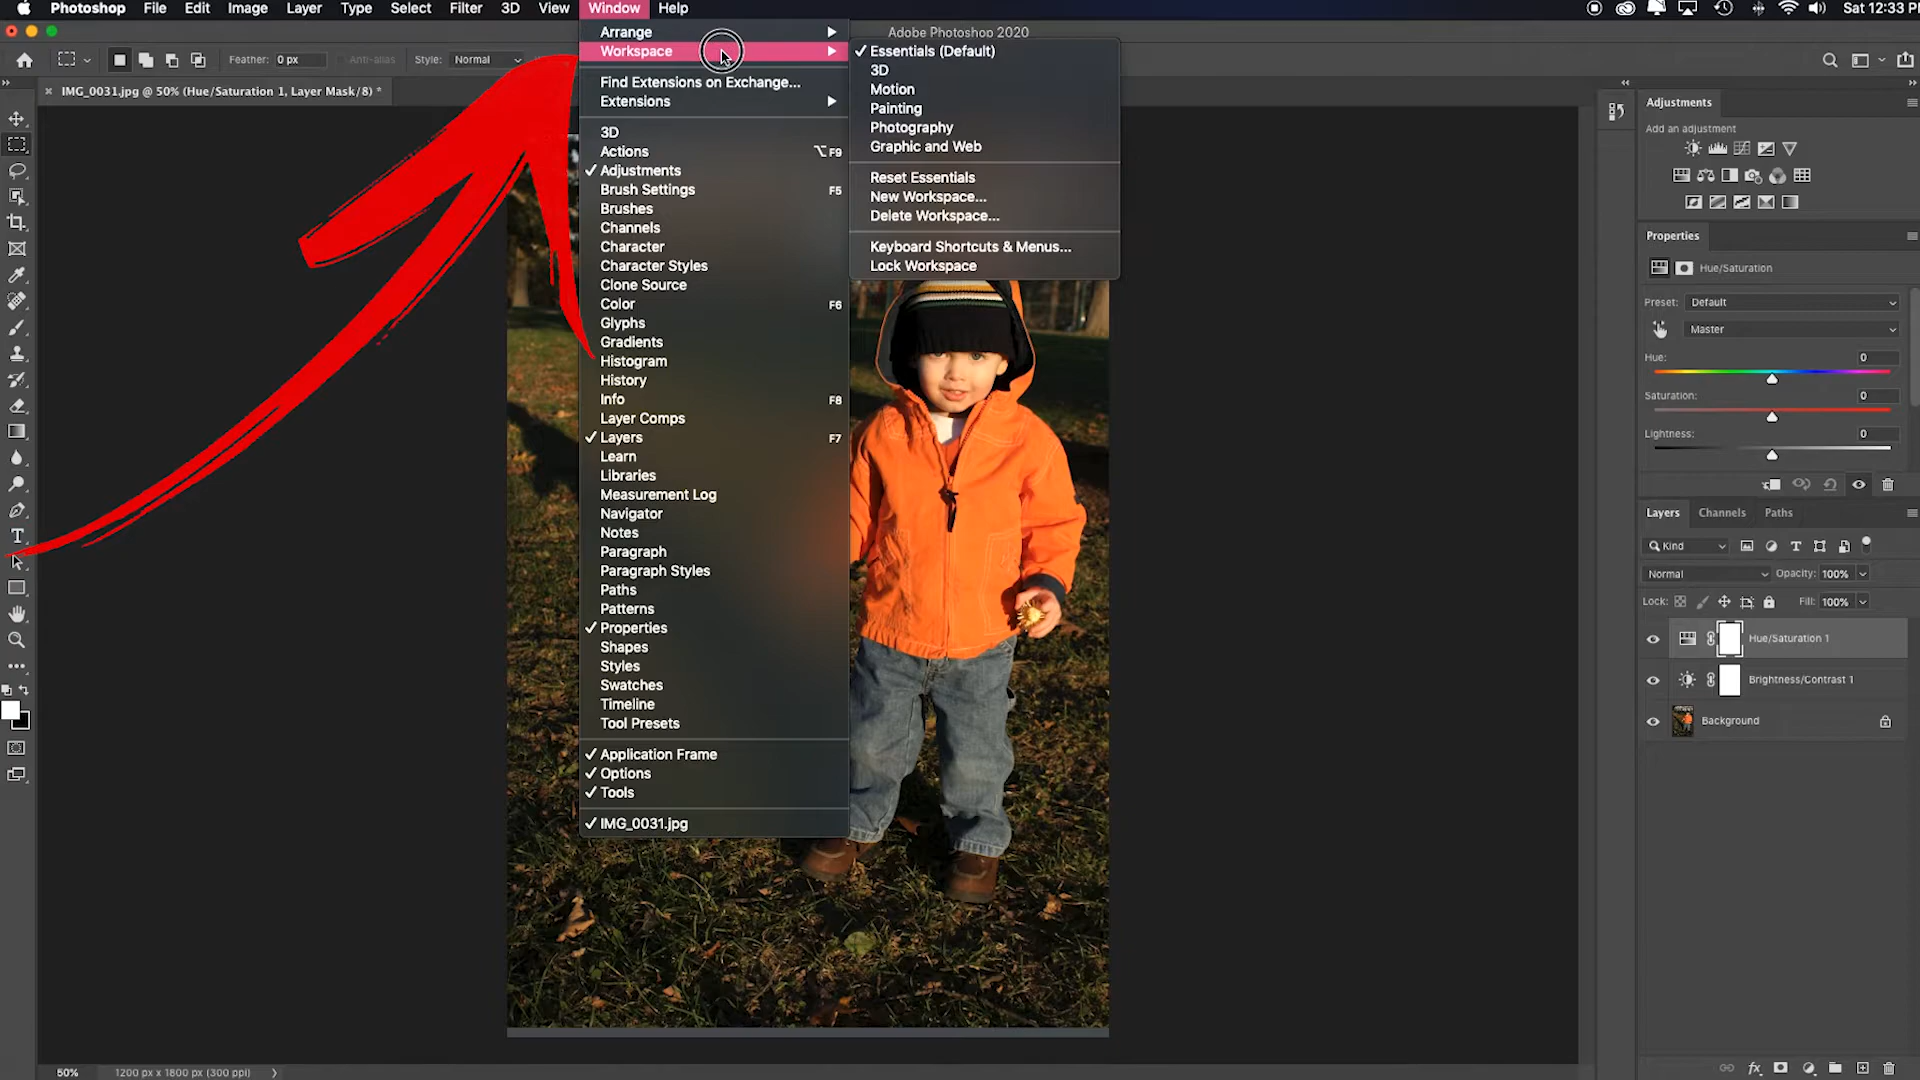 Photoshop File Edit Image Layer Type Select Filter 3D View Window Help Sat 12:33 PM
Adobe Photoshop 2020
Feather: 0 px Anti-alias Style: Normal
IMG_0031.jpg @ 50% (Hue/Saturation 1, Layer Mask/8) *
Arrange
Workspace
Find Extensions on Exchange...
Extensions
3D
Actions ⌥F9
✓ Adjustments
Brush Settings F5
Brushes
Channels
Character
Character Styles
Clone Source
Color F6
Glyphs
Gradients
Histogram
History
Info F8
Layer Comps
✓ Layers F7
Learn
Libraries
Measurement Log
Navigator
Notes
Paragraph
Paragraph Styles
Paths
Patterns
✓ Properties
Shapes
Styles
Swatches
Timeline
Tool Presets
✓ Application Frame
✓ Options
✓ Tools
✓ IMG_0031.jpg
✓ Essentials (Default)
3D
Motion
Painting
Photography
Graphic and Web
Reset Essentials
New Workspace...
Delete Workspace...
Keyboard Shortcuts & Menus...
Lock Workspace
Adjustments
Add an adjustment
Properties
Hue/Saturation
Preset: Default
Master
Hue: 0
Saturation: 0
Lightness: 0
Layers Channels Paths
Kind
Normal Opacity: 100%
Lock: Fill: 100%
Hue/Saturation 1
Brightness/Contrast 1
Background
50% 1200 px x 1800 px (300 ppi)